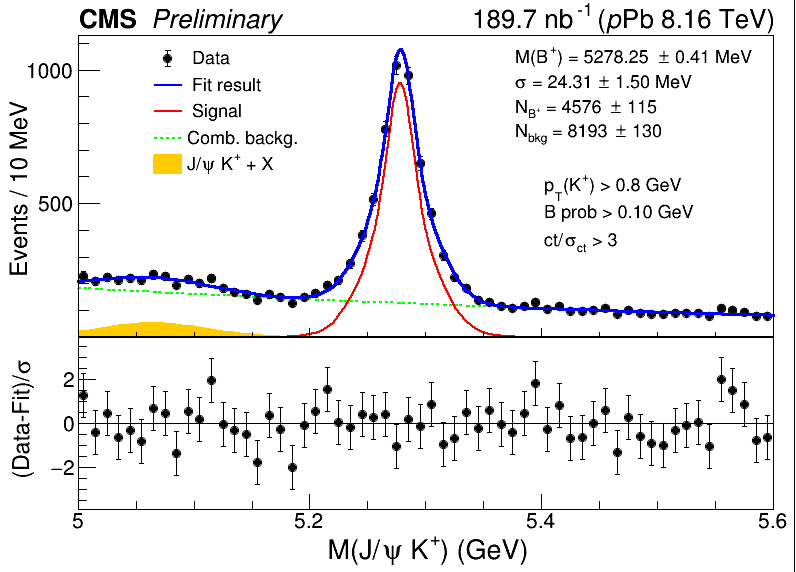 CMS Preliminary 189.7 nb⁻¹ (pPb 8.16 TeV)
Data
Fit result
Signal
Comb. backg.
J/ψ K⁺ + X
M(B⁺) = 5278.25 ± 0.41 MeV
σ = 24.31 ± 1.50 MeV
N_B⁺ = 4576 ± 115
N_bkg = 8193 ± 130
p_T(K⁺) > 0.8 GeV
B prob > 0.10 GeV
ct/σ_ct > 3
Events / 10 MeV
1000
500
(Data-Fit)/σ
2
0
−2
5 5.2 5.4 5.6
M(J/ψ K⁺) (GeV)